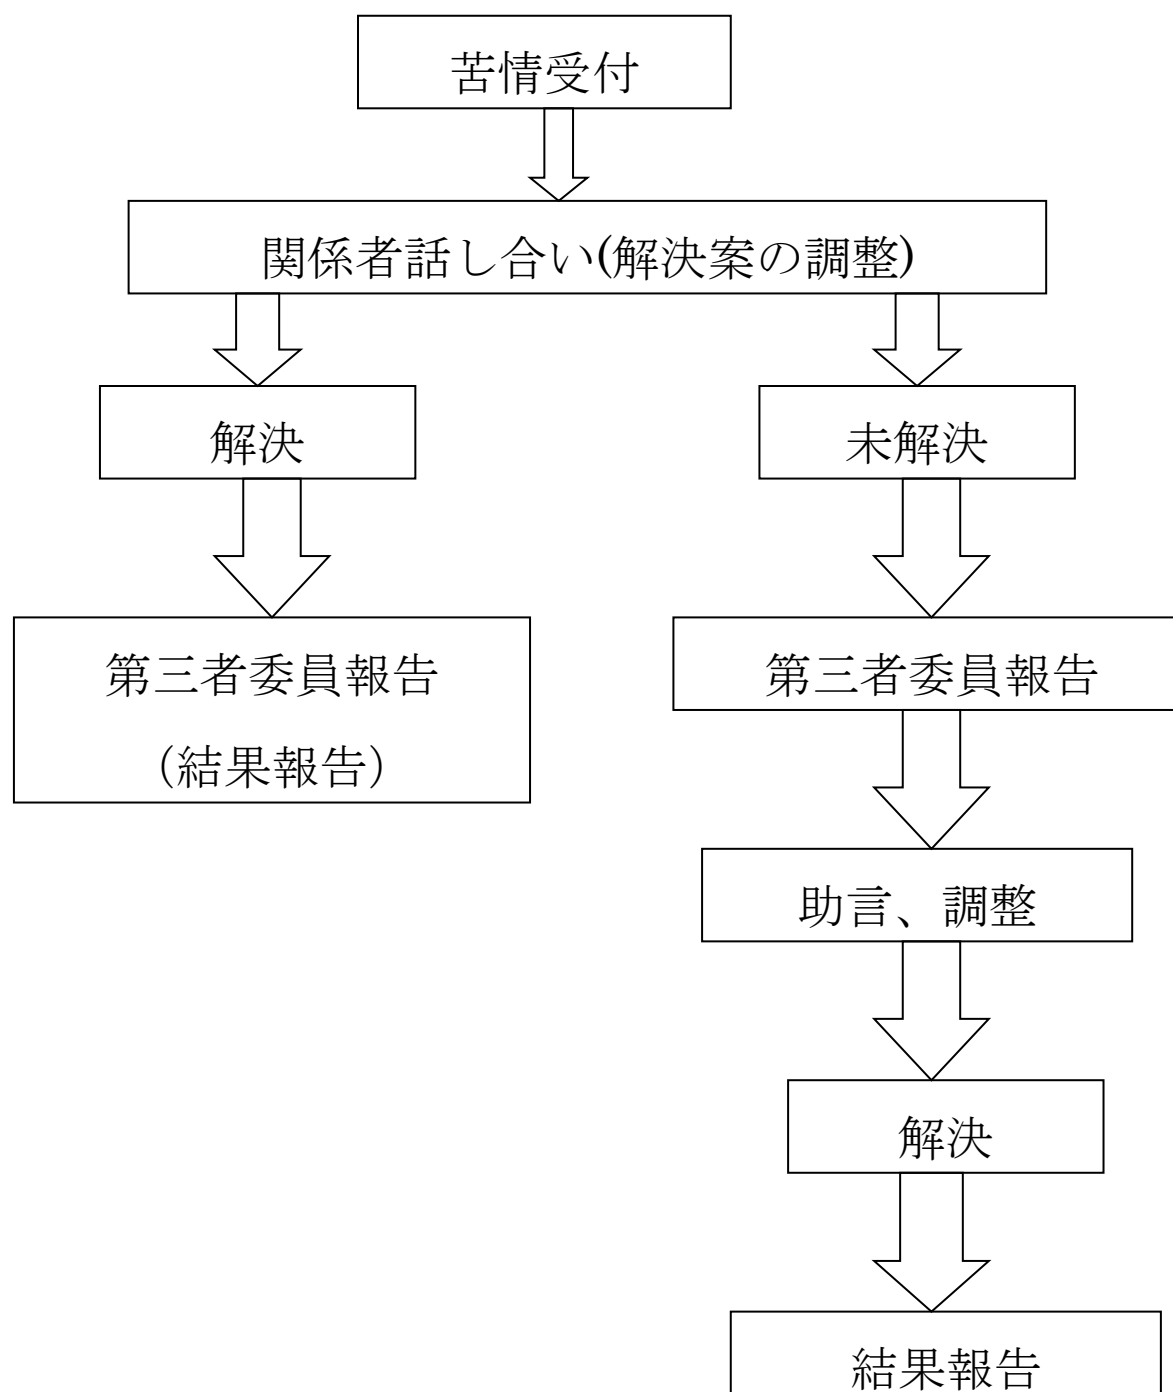 苦情受付
関係者話し合い(解決案の調整)
解決
未解決
第三者委員報告
（結果報告）
第三者委員報告
助言、調整
解決
結果報告